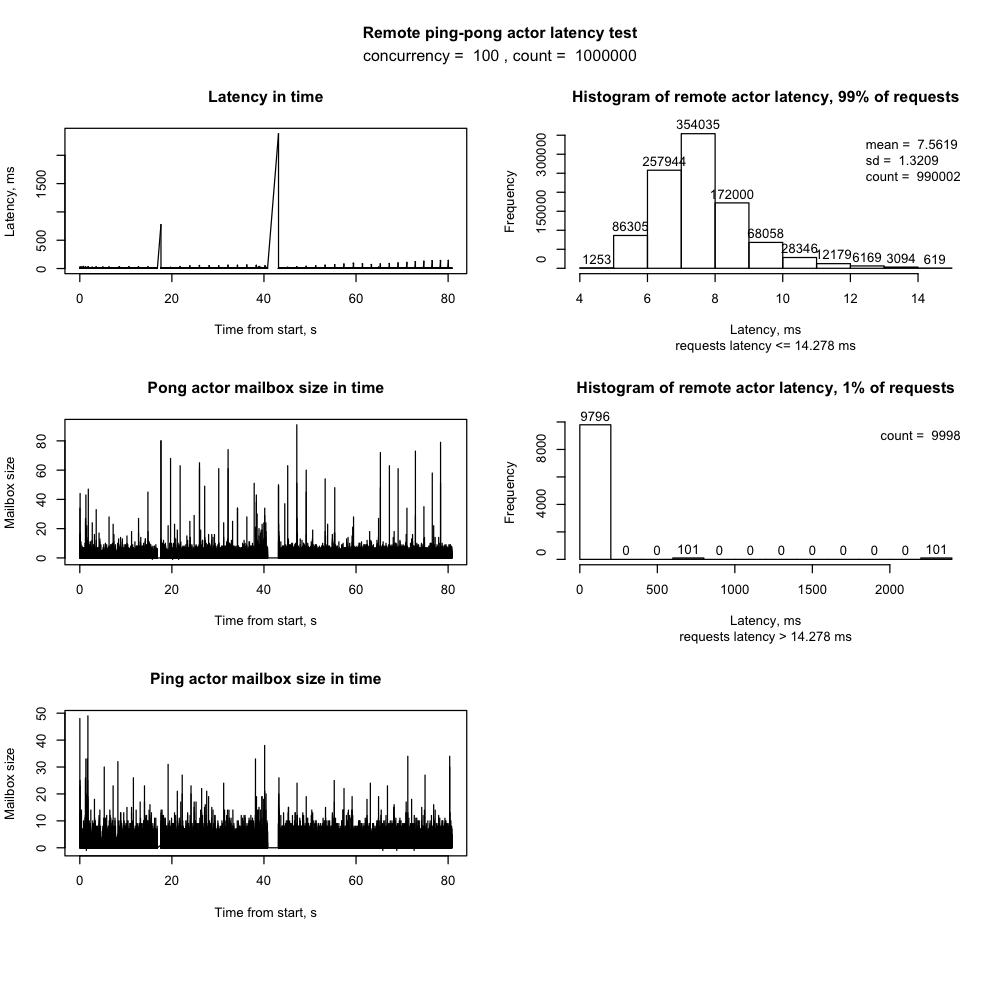 Remote ping-pong actor latency test
concurrency =  100 , count =  1000000
Latency in time
Latency, ms
0 500 1500
0 20 40 60 80
Time from start, s
Histogram of remote actor latency, 99% of requests
mean =  7.5619
sd =  1.3209
count =  990002
Frequency
0 150000 300000
1253 86305 257944 354035 172000 68058 28346 12179 6169 3094 619
4 6 8 10 12 14
Latency, ms
requests latency <= 14.278 ms
Pong actor mailbox size in time
Mailbox size
0 20 40 60 80
0 20 40 60 80
Time from start, s
Histogram of remote actor latency, 1% of requests
count =  9998
Frequency
0 4000 8000
9796 0 0 101 0 0 0 0 0 0 101
0 500 1000 1500 2000
Latency, ms
requests latency > 14.278 ms
Ping actor mailbox size in time
Mailbox size
0 10 20 30 40 50
0 20 40 60 80
Time from start, s